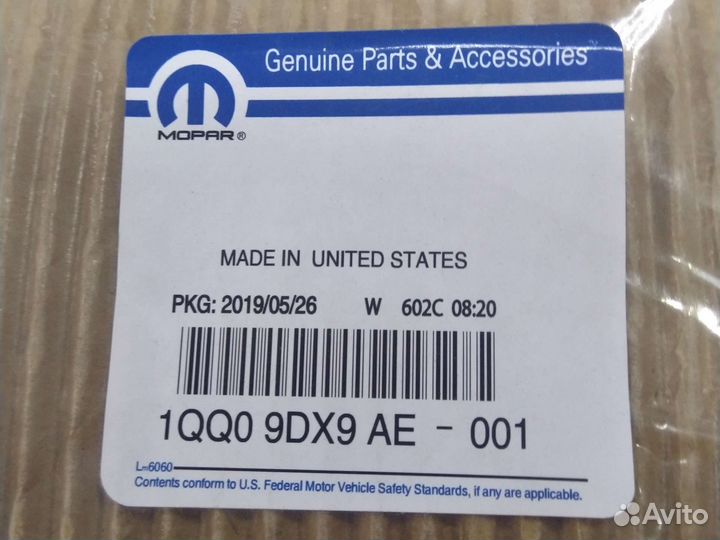 Genuine Parts & Accessories
MOPAR®
MADE IN UNITED STATES
PKG: 2019/05/26 W 602C 08:20
1QQ0 9DX9 AE - 001
L-6060
Contents conform to U.S. Federal Motor Vehicle Safety Standards, if any are applicable.
Avito